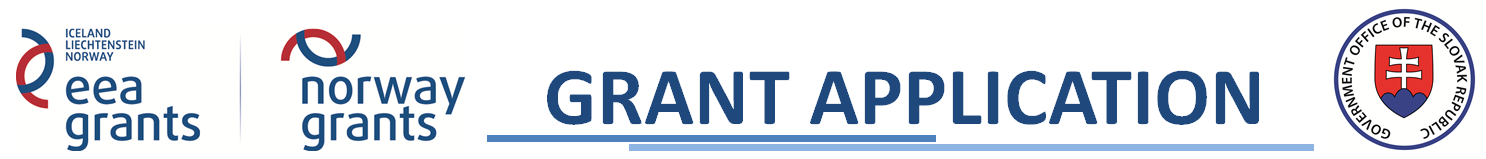 ICELAND
LIECHTENSTEIN
NORWAY
eea
grants
norway
grants
GRANT APPLICATION
GOVERNMENT OFFICE OF THE SLOVAK REPUBLIC